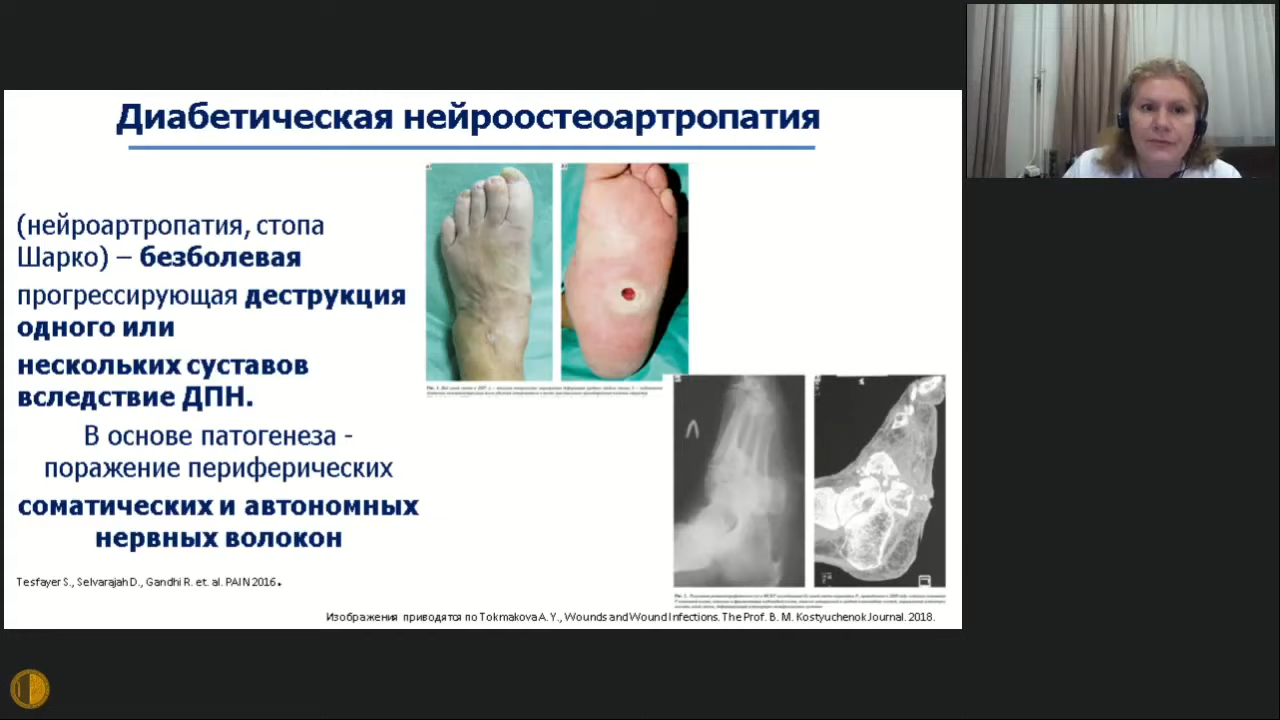 Диабетическая нейроостеоартропатия
(нейроартропатия, стопа
Шарко) – безболевая
прогрессирующая деструкция
одного или
нескольких суставов
вследствие ДПН.
В основе патогенеза -
поражение периферических
соматических и автономных
нервных волокон
Tesfayer S., Selvarajah D., Gandhi R. et. al. PAIN 2016.
Изображения приводятся по Tokmakova A. Y., Wounds and Wound Infections. The Prof. B. M. Kostyuchenok Journal. 2018.